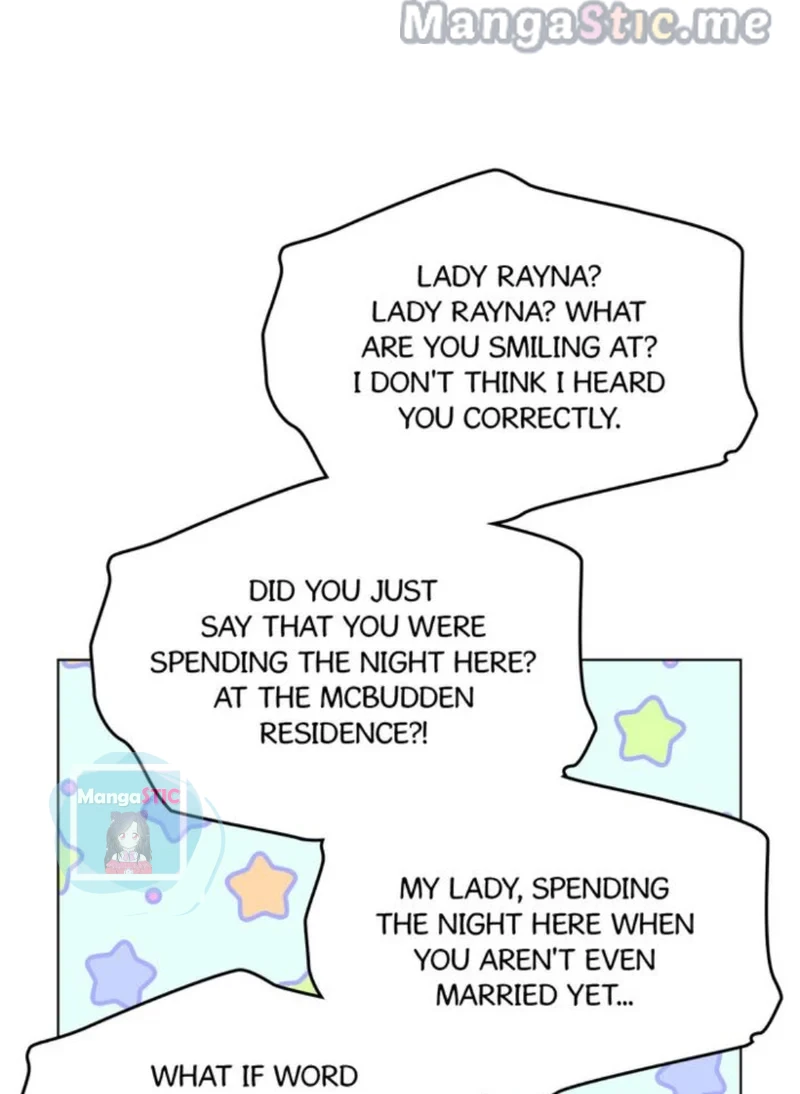 MangaStic.me
LADY RAYNA?
LADY RAYNA? WHAT
ARE YOU SMILING AT?
I DON'T THINK I HEARD
YOU CORRECTLY.
DID YOU JUST
SAY THAT YOU WERE
SPENDING THE NIGHT HERE?
AT THE MCBUDDEN
RESIDENCE?!
MangaSTIC
MY LADY, SPENDING
THE NIGHT HERE WHEN
YOU AREN'T EVEN
MARRIED YET...
WHAT IF WORD